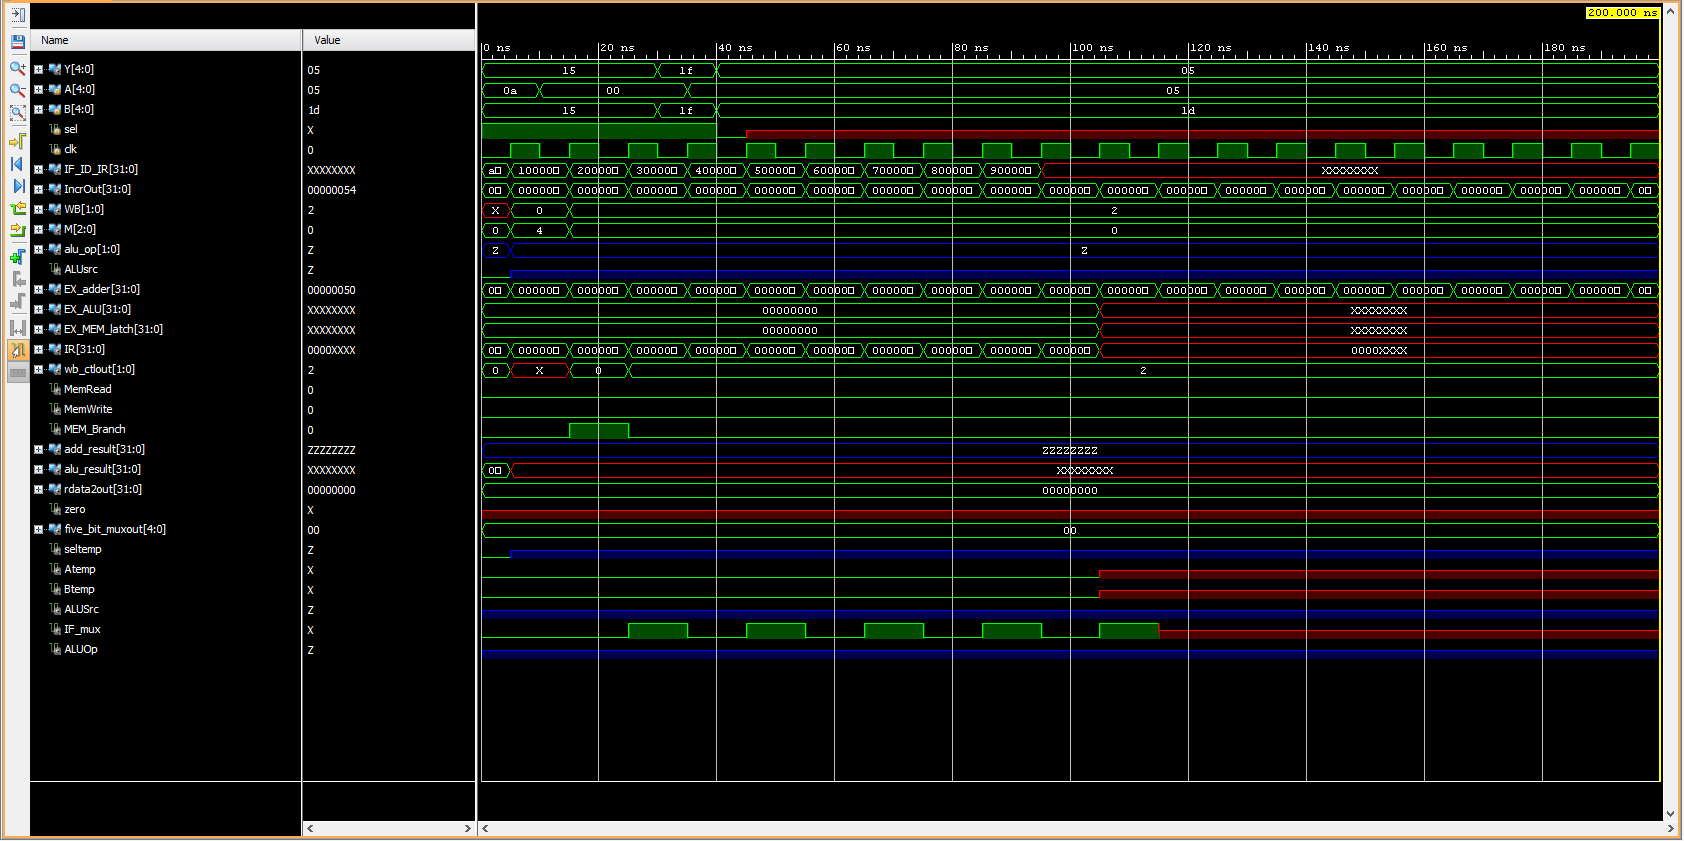 200.000 ns
Name Value 0 ns 20 ns 40 ns 60 ns 80 ns 100 ns 120 ns 140 ns 160 ns 180 ns
Y[4:0] 05 15 1f 05
A[4:0] 05 0a 00 05
B[4:0] 1d 15 1f 1d
sel X
clk 0
IF_ID_IR[31:0] XXXXXXXX a 100000 200000 300000 400000 500000 600000 700000 800000 900000 XXXXXXXX
IncrOut[31:0] 00000054 00 000000 000000 000000 000000 000000 000000 000000 000000 000000 000000 000000 000000 000000 000000 000000 000000 000000 000000 000000 00
WB[1:0] 2 X 0 2
M[2:0] 0 0 4 0
alu_op[1:0] Z Z Z
ALUsrc Z
EX_adder[31:0] 00000050 00 000000 000000 000000 000000 000000 000000 000000 000000 000000 000000 000000 000000 000000 000000 000000 000000 000000 000000 000000 00
EX_ALU[31:0] XXXXXXXX 00000000 XXXXXXXX
EX_MEM_latch[31:0] XXXXXXXX 00000000 XXXXXXXX
IR[31:0] 0000XXXX 00 000000 000000 000000 000000 000000 000000 000000 000000 000000 000000 0000XXXX
wb_ctlout[1:0] 2 0 X 0 2
MemRead 0
MemWrite 0
MEM_Branch 0
add_result[31:0] ZZZZZZZZ ZZZZZZZZ
alu_result[31:0] XXXXXXXX 00 XXXXXXXX
rdata2out[31:0] 00000000 00000000
zero X
five_bit_muxout[4:0] 00 00
seltemp Z
Atemp X
Btemp X
ALUSrc Z
IF_mux X
ALUOp Z